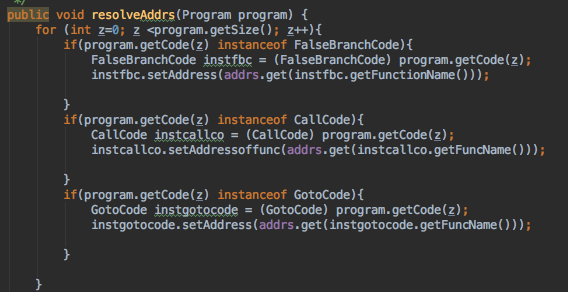 */
public void resolveAddrs(Program program) {
for (int z=0; z <program.getSize(); z++){
if(program.getCode(z) instanceof FalseBranchCode){
FalseBranchCode instfbc = (FalseBranchCode) program.getCode(z);
instfbc.setAddress(addrs.get(instfbc.getFunctionName()));
}
if(program.getCode(z) instanceof CallCode){
CallCode instcallco = (CallCode) program.getCode(z);
instcallco.setAddressoffunc(addrs.get(instcallco.getFuncName()));
}
if(program.getCode(z) instanceof GotoCode){
GotoCode instgotocode = (GotoCode) program.getCode(z);
instgotocode.setAddress(addrs.get(instgotocode.getFuncName()));
}
}